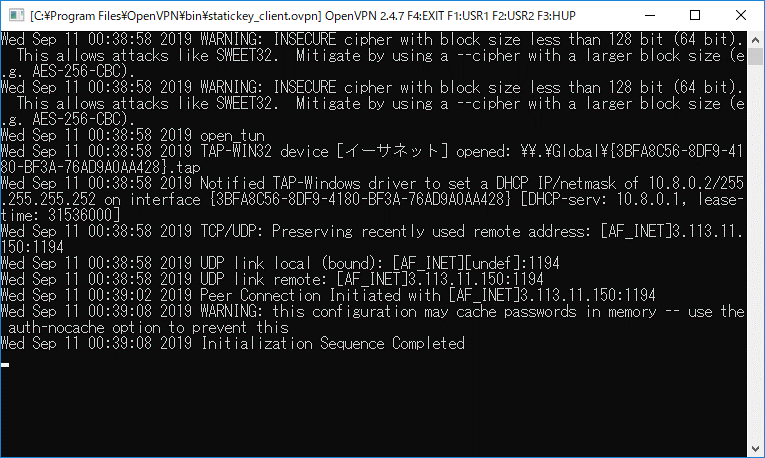 [C:¥Program Files¥OpenVPN¥bin¥statickey_client.ovpn] OpenVPN 2.4.7 F4:EXIT F1:USR1 F2:USR2 F3:HUP
Wed Sep 11 00:38:58 2019 WARNING: INSECURE cipher with block size less than 128 bit (64 bit).
  This allows attacks like SWEET32.  Mitigate by using a --cipher with a larger block size (e
.g. AES-256-CBC).
Wed Sep 11 00:38:58 2019 WARNING: INSECURE cipher with block size less than 128 bit (64 bit).
  This allows attacks like SWEET32.  Mitigate by using a --cipher with a larger block size (e
.g. AES-256-CBC).
Wed Sep 11 00:38:58 2019 open_tun
Wed Sep 11 00:38:58 2019 TAP-WIN32 device [イーサネット] opened: ¥¥.¥Global¥{3BFA8C56-8DF9-41
80-BF3A-76AD9A0AA428}.tap
Wed Sep 11 00:38:58 2019 Notified TAP-Windows driver to set a DHCP IP/netmask of 10.8.0.2/255
.255.255.252 on interface {3BFA8C56-8DF9-4180-BF3A-76AD9A0AA428} [DHCP-serv: 10.8.0.1, lease-
time: 31536000]
Wed Sep 11 00:38:58 2019 TCP/UDP: Preserving recently used remote address: [AF_INET]3.113.11.
150:1194
Wed Sep 11 00:38:58 2019 UDP link local (bound): [AF_INET][undef]:1194
Wed Sep 11 00:38:58 2019 UDP link remote: [AF_INET]3.113.11.150:1194
Wed Sep 11 00:39:02 2019 Peer Connection Initiated with [AF_INET]3.113.11.150:1194
Wed Sep 11 00:39:08 2019 WARNING: this configuration may cache passwords in memory -- use the
 auth-nocache option to prevent this
Wed Sep 11 00:39:08 2019 Initialization Sequence Completed